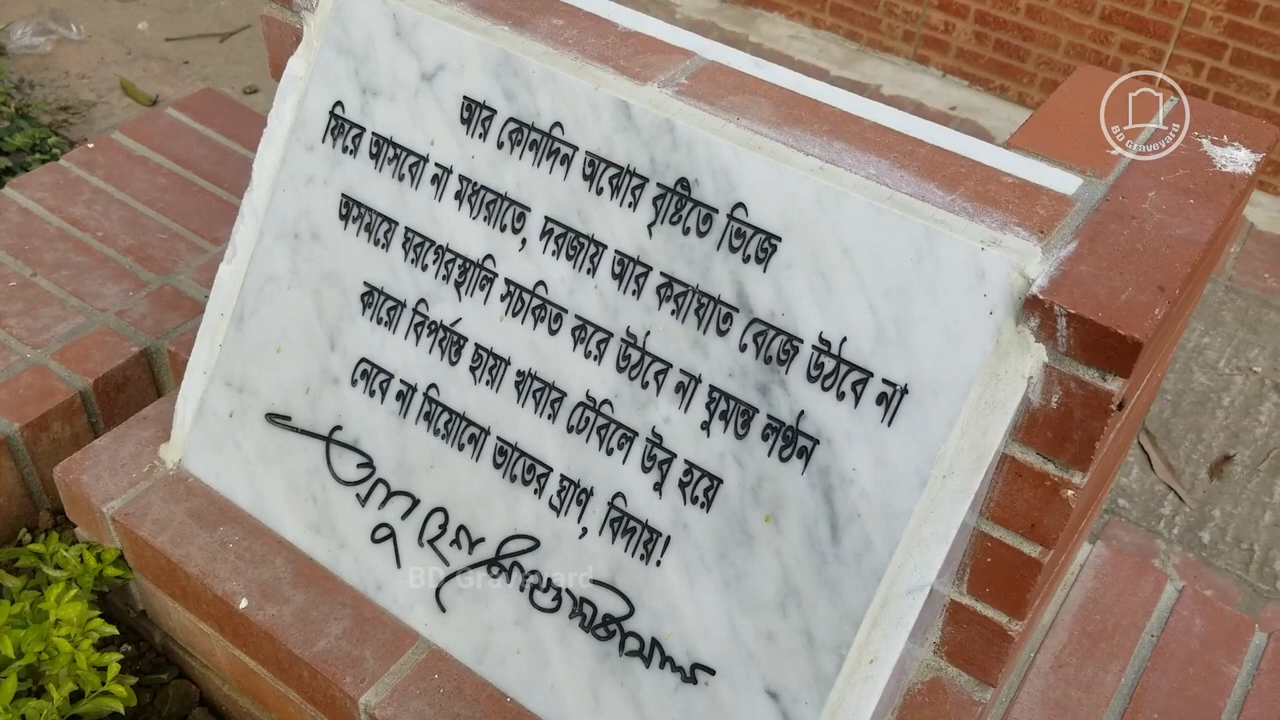 আর কোনদিন অঝোর বৃষ্টিতে ভিজে
ফিরে আসবো না মধ্যরাতে, দরজায় আর করাঘাত বেজে উঠবে না
অসময়ে ঘরগেরস্থালি সচকিত করে উঠবে না ঘুমন্ত লণ্ঠন
কারো বিপর্যস্ত ছায়া খাবার টেবিলে উবু হয়ে
নেবে না মিয়োনো ভাতের ঘ্রাণ, বিদায়!
BD Graveyard
BD Graveyard